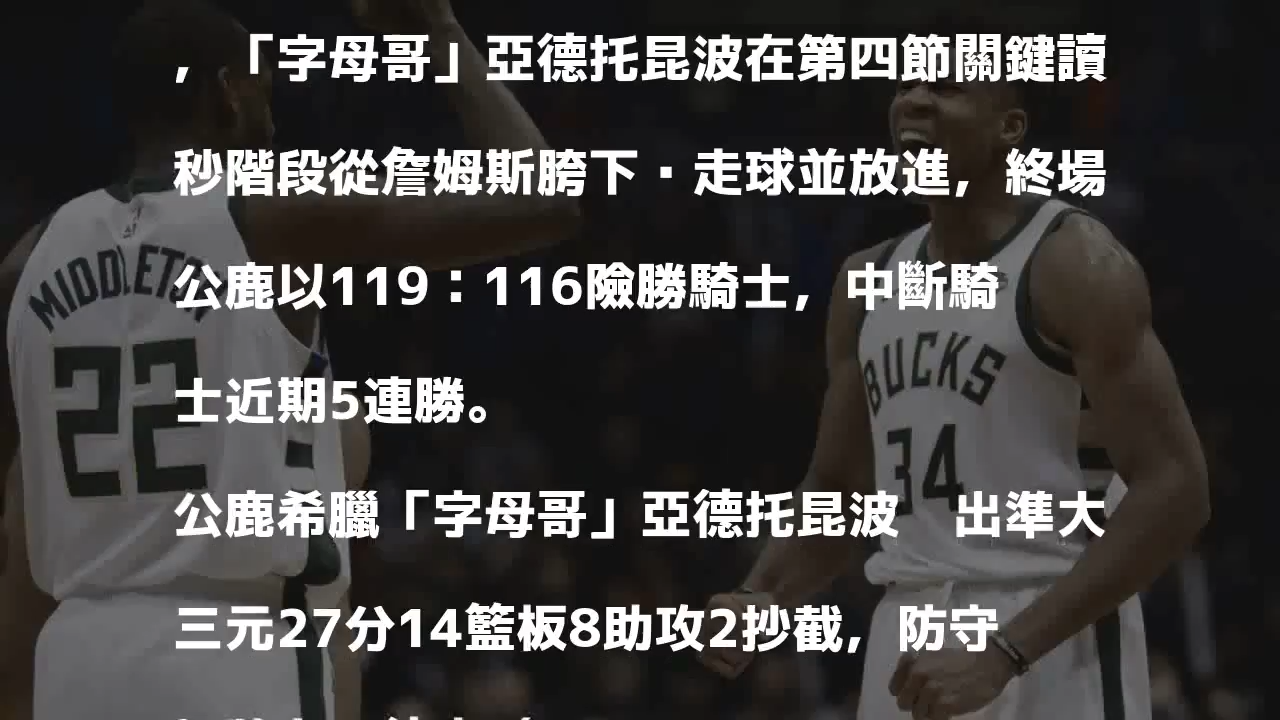 ，「字母哥」亞德托昆波在第四節關鍵讀
秒階段從詹姆斯胯下·走球並放進，終場
公鹿以119：116險勝騎士，中斷騎
士近期5連勝。
公鹿希臘「字母哥」亞德托昆波　出準大
三元27分14籃板8助攻2抄截，防守
MIDDLETON
22
BUCKS
34